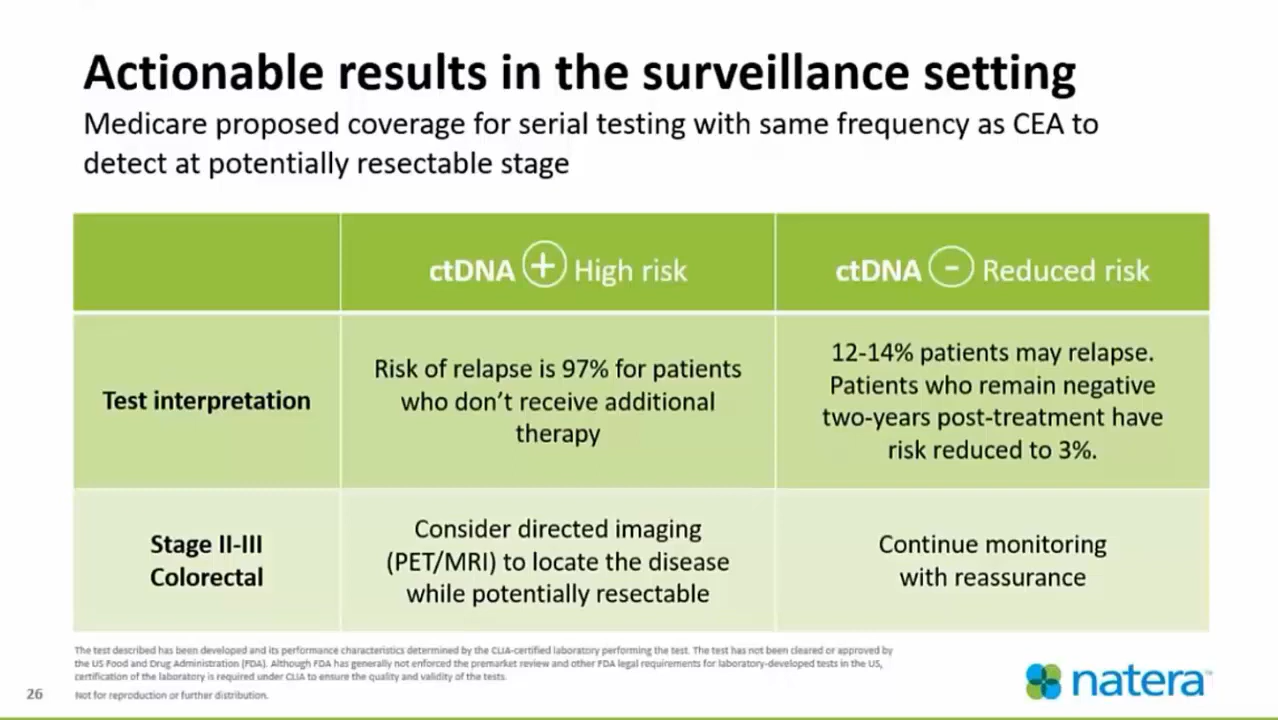 Actionable results in the surveillance setting
Medicare proposed coverage for serial testing with same frequency as CEA to
detect at potentially resectable stage
ctDNA + High risk
ctDNA - Reduced risk
Test interpretation
Risk of relapse is 97% for patients
who don't receive additional
therapy
12-14% patients may relapse.
Patients who remain negative
two-years post-treatment have
risk reduced to 3%.
Stage II-III
Colorectal
Consider directed imaging
(PET/MRI) to locate the disease
while potentially resectable
Continue monitoring
with reassurance
The test described has been developed and its performance characteristics determined by the CLIA-certified laboratory performing the test. The test has not been cleared or approved by
the US Food and Drug Administration (FDA). Although FDA has generally not enforced the premarket review and other FDA legal requirements for laboratory-developed tests in the US,
certification of the laboratory is required under CLIA to ensure the quality and validity of the tests.
26
Not for reproduction or further distribution.
natera™